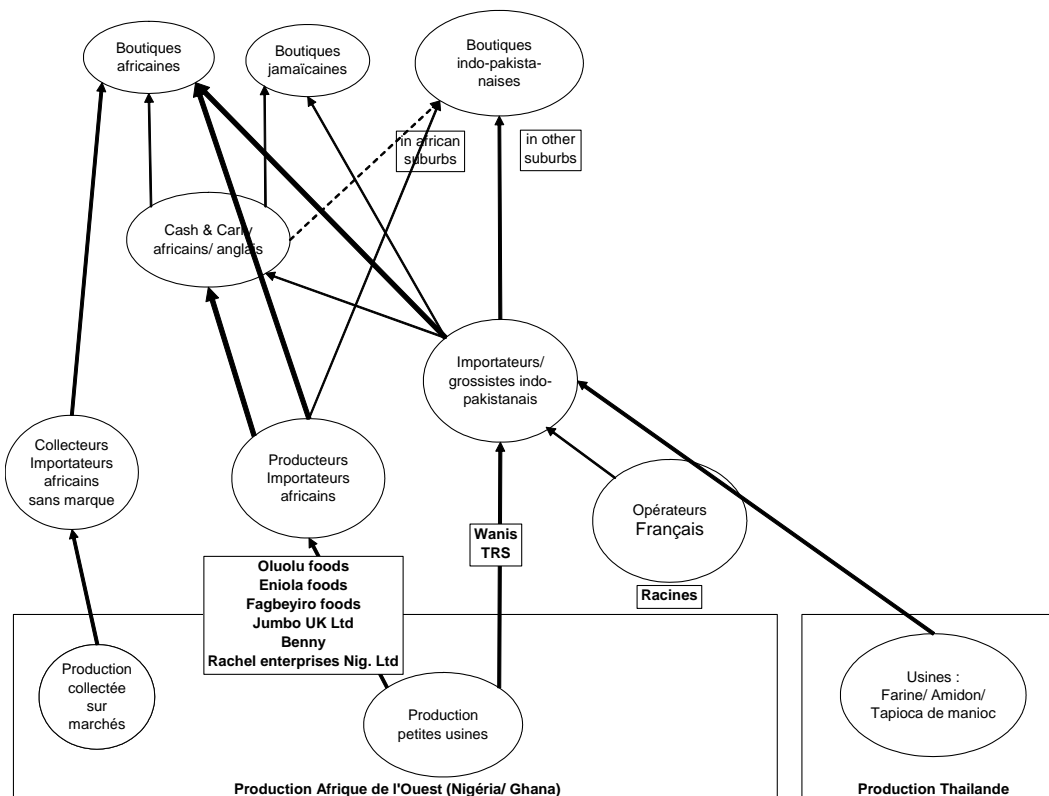 Boutiques
africaines
Boutiques
jamaïcaines
Boutiques
indo-pakista-
naises
in african
suburbs
in other
suburbs
Cash & Carry
africains/ anglais
Importateurs/
grossistes indo-
pakistanais
Collecteurs
Importateurs
africains
sans marque
Producteurs
Importateurs
africains
Opérateurs
Français
Wanis
TRS
Racines
Oluolu foods
Eniola foods
Fagbeyiro foods
Jumbo UK Ltd
Benny
Rachel enterprises Nig. Ltd
Production
collectée
sur
marchés
Production
petites usines
Usines :
Farine/ Amidon/
Tapioca de manioc
Production Afrique de l'Ouest (Nigéria/ Ghana)
Production Thailande